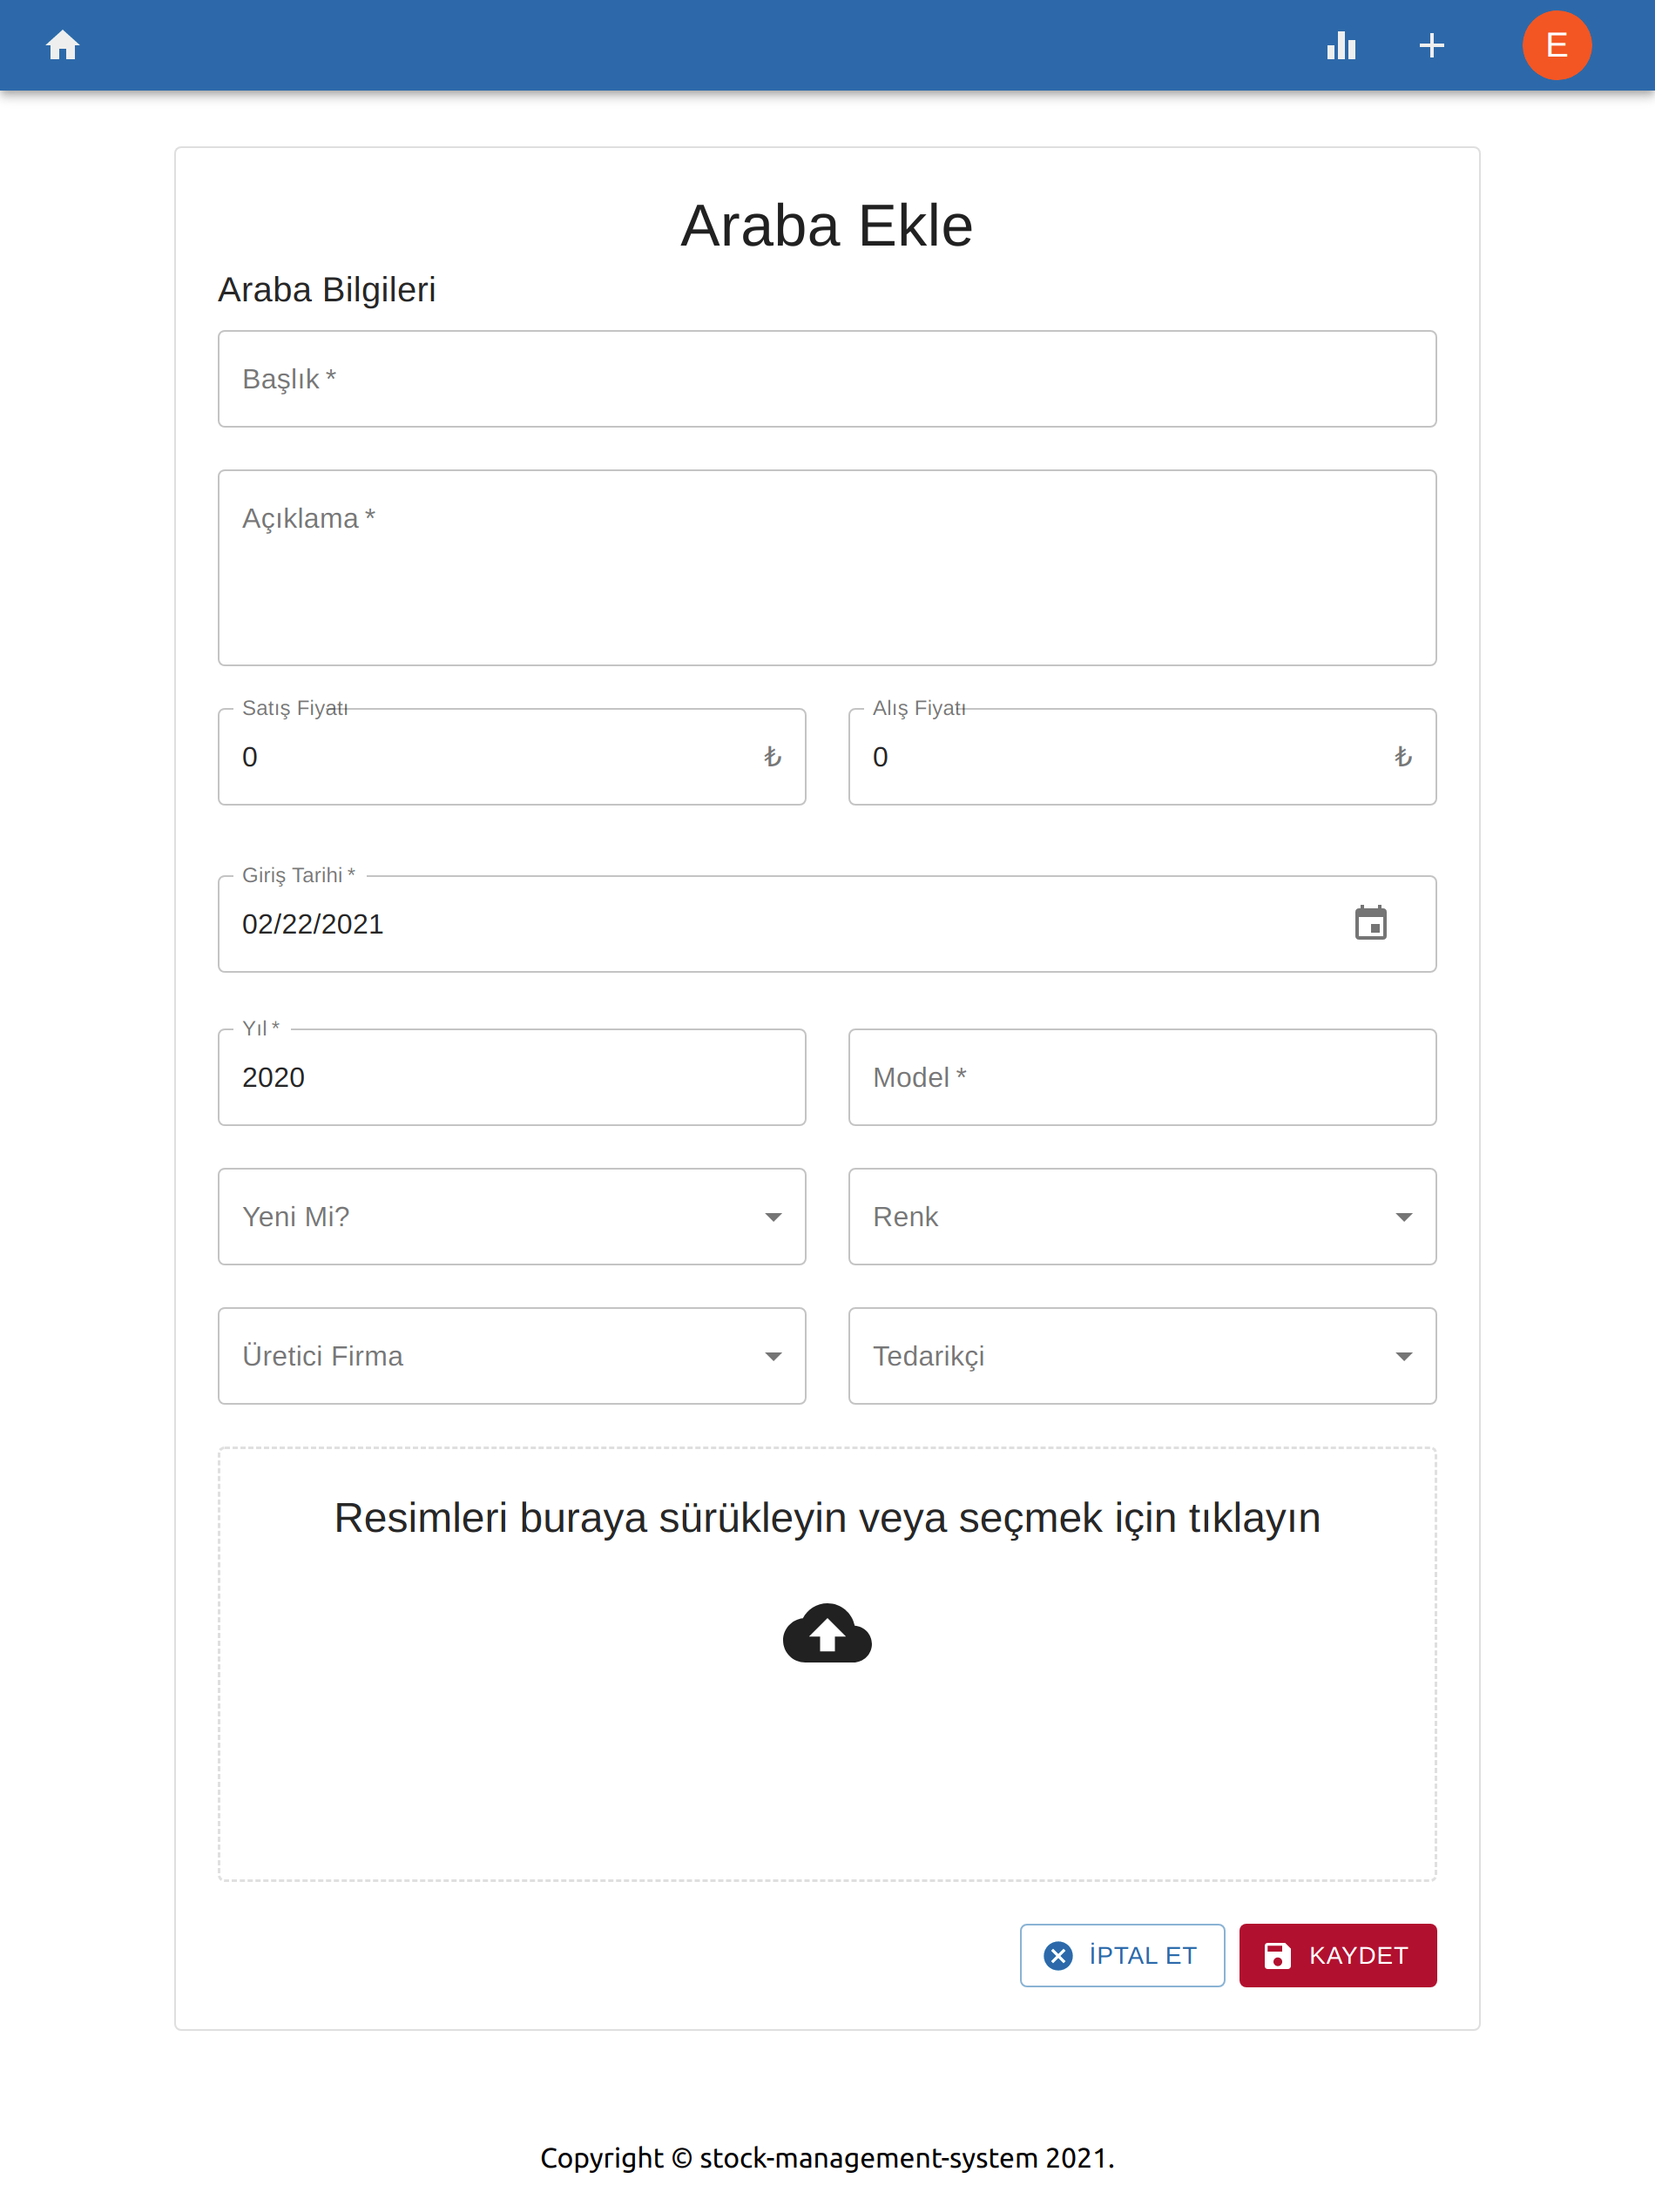 E
Araba Ekle
Araba Bilgileri
Başlık *
Açıklama *
Satış Fiyatı
Alış Fiyatı
0 ₺
0 ₺
Giriş Tarihi *
02/22/2021
Yıl *
2020
Model *
Yeni Mi?
Renk
Üretici Firma
Tedarikçi
Resimleri buraya sürükleyin veya seçmek için tıklayın
İPTAL ET
KAYDET
Copyright © stock-management-system 2021.